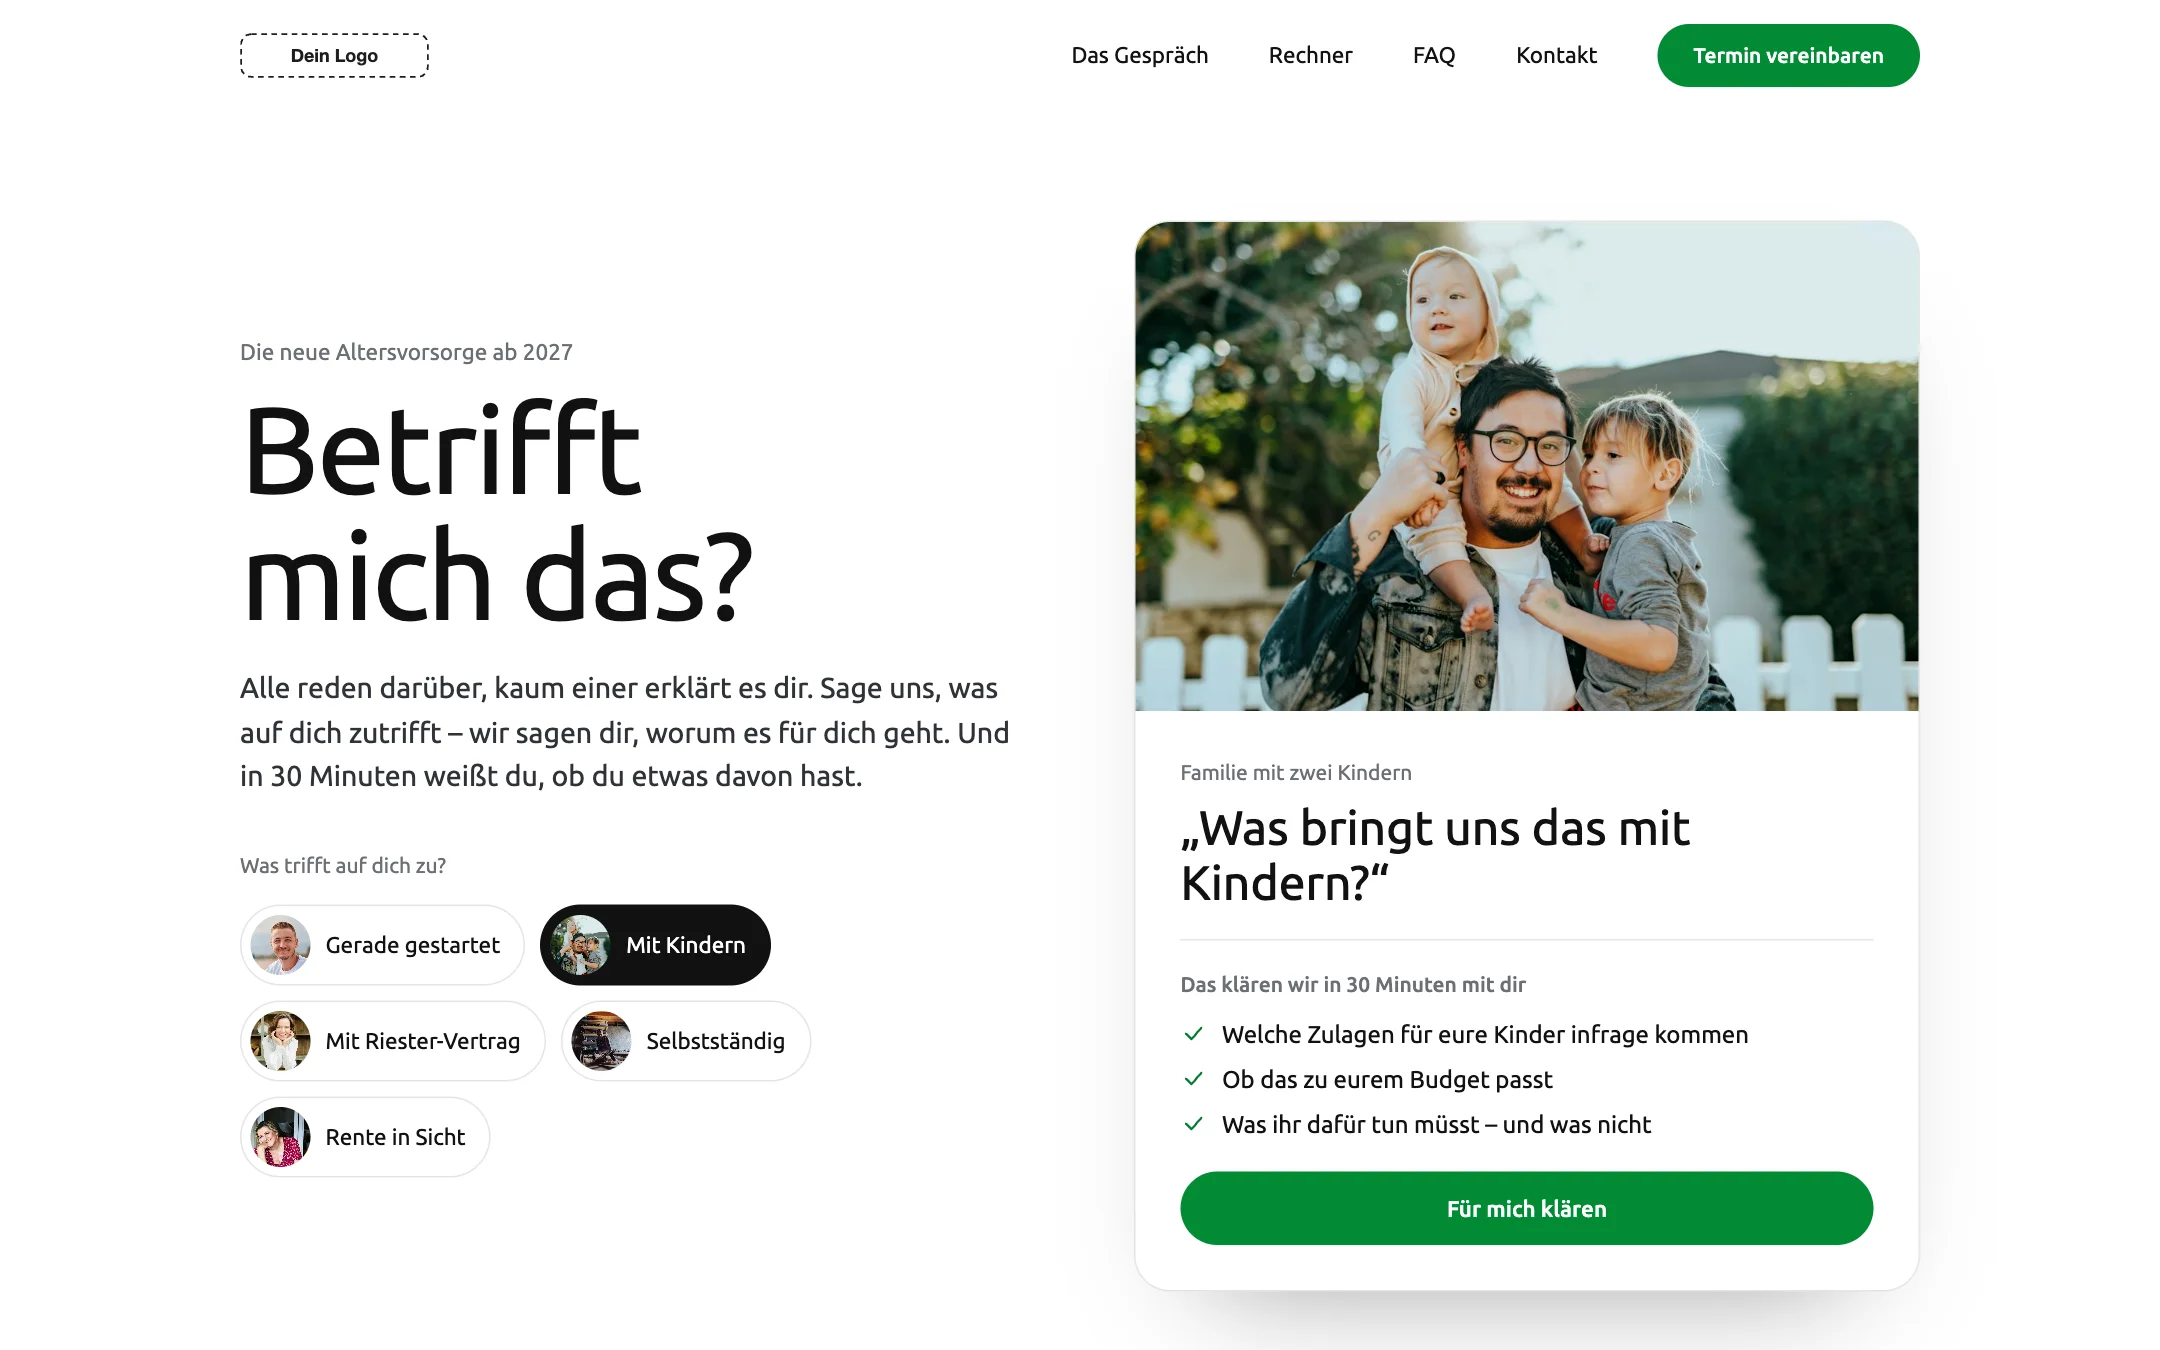 Dein Logo
Das Gespräch
Rechner
FAQ
Kontakt
Termin vereinbaren
Die neue Altersvorsorge ab 2027
Betrifft
mich das?
Alle reden darüber, kaum einer erklärt es dir. Sage uns, was
auf dich zutrifft – wir sagen dir, worum es für dich geht. Und
in 30 Minuten weißt du, ob du etwas davon hast.
Was trifft auf dich zu?
Gerade gestartet
Mit Kindern
Mit Riester-Vertrag
Selbstständig
Rente in Sicht
Familie mit zwei Kindern
„Was bringt uns das mit
Kindern?“
Das klären wir in 30 Minuten mit dir
Welche Zulagen für eure Kinder infrage kommen
Ob das zu eurem Budget passt
Was ihr dafür tun müsst – und was nicht
Für mich klären